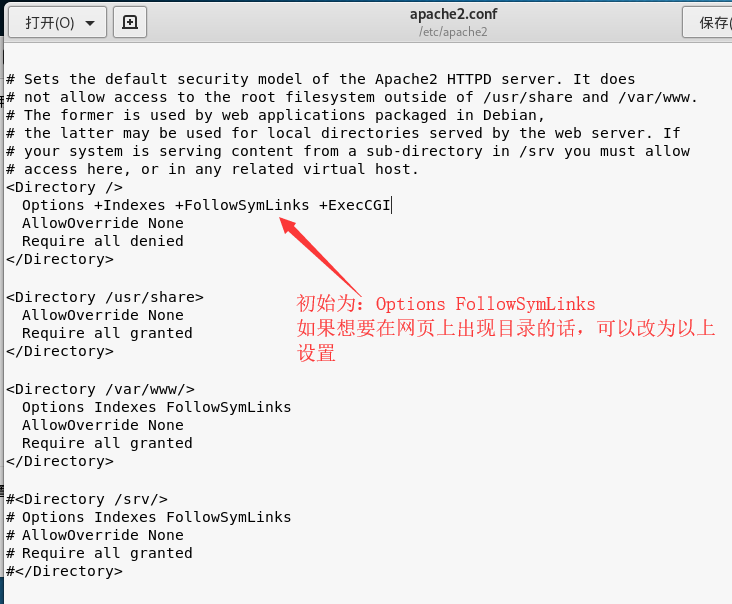 打开(O)
apache2.conf
/etc/apache2
保存(
# Sets the default security model of the Apache2 HTTPD server. It does
# not allow access to the root filesystem outside of /usr/share and /var/www.
# The former is used by web applications packaged in Debian,
# the latter may be used for local directories served by the web server. If
# your system is serving content from a sub-directory in /srv you must allow
# access here, or in any related virtual host.
<Directory />
Options +Indexes +FollowSymLinks +ExecCGI
AllowOverride None
Require all denied
</Directory>
<Directory /usr/share>
AllowOverride None
Require all granted
</Directory>
初始为：Options FollowSymLinks
如果想要在网页上出现目录的话，可以改为以上
设置
<Directory /var/www/>
Options Indexes FollowSymLinks
AllowOverride None
Require all granted
</Directory>
#<Directory /srv/>
# Options Indexes FollowSymLinks
# AllowOverride None
# Require all granted
#</Directory>